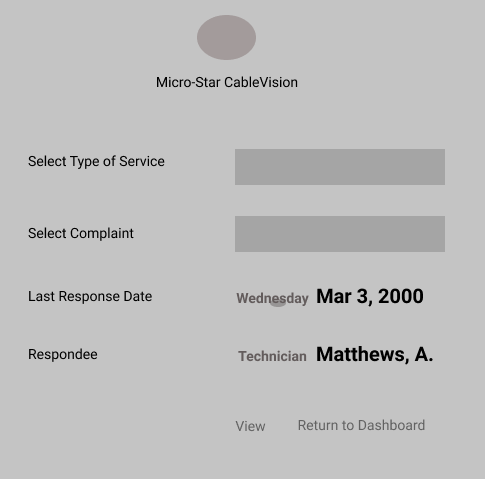 Micro-Star CableVision
Select Type of Service
Select Complaint
Last Response Date Wednesday Mar 3, 2000
Respondee Technician Matthews, A.
View Return to Dashboard